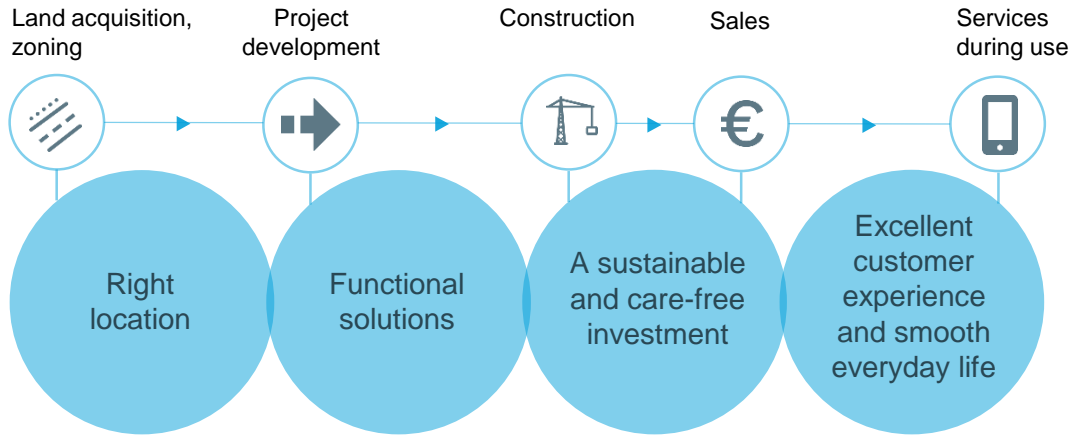 Land acquisition,
zoning
Project
development
Construction
Sales
Services
during use
€
Right
location
Functional
solutions
A sustainable
and care-free
investment
Excellent
customer
experience
and smooth
everyday life